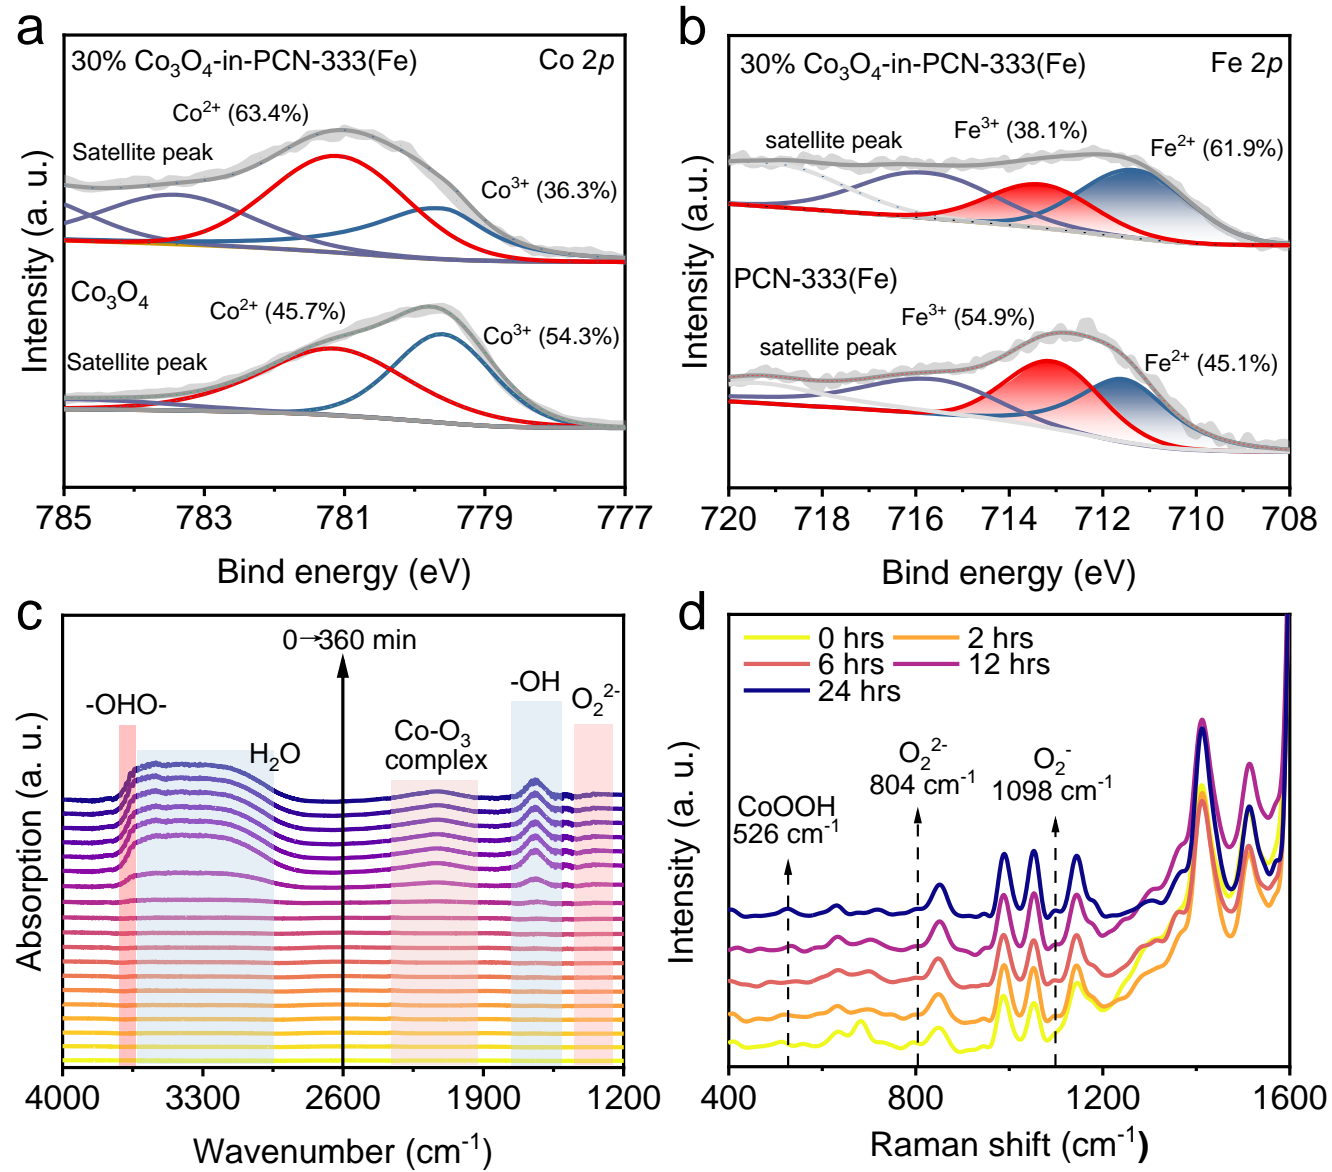 a
30% Co₃O₄-in-PCN-333(Fe)
Co 2p
Co²⁺ (63.4%)
Satellite peak
Co³⁺ (36.3%)
Co₃O₄
Co²⁺ (45.7%)
Co³⁺ (54.3%)
Satellite peak
Intensity (a. u.)
785 783 781 779 777
Bind energy (eV)
b
30% Co₃O₄-in-PCN-333(Fe)
Fe 2p
satellite peak
Fe³⁺ (38.1%)
Fe²⁺ (61.9%)
PCN-333(Fe)
Fe³⁺ (54.9%)
satellite peak
Fe²⁺ (45.1%)
Intensity (a.u.)
720 718 716 714 712 710 708
Bind energy (eV)
c
0→360 min
-OHO-
H₂O
Co-O₃
complex
-OH
O₂²⁻
Absorption (a. u.)
4000 3300 2600 1900 1200
Wavenumber (cm⁻¹)
d
0 hrs 2 hrs
6 hrs 12 hrs
24 hrs
CoOOH
526 cm⁻¹
O₂²⁻
804 cm⁻¹
O₂⁻
1098 cm⁻¹
Intensity (a. u.)
400 800 1200 1600
Raman shift (cm⁻¹)